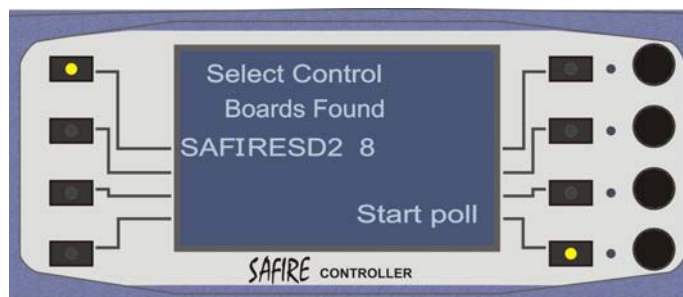 Select Control
Boards Found
SAFIRESD2 8
Start poll
SAFIRE CONTROLLER